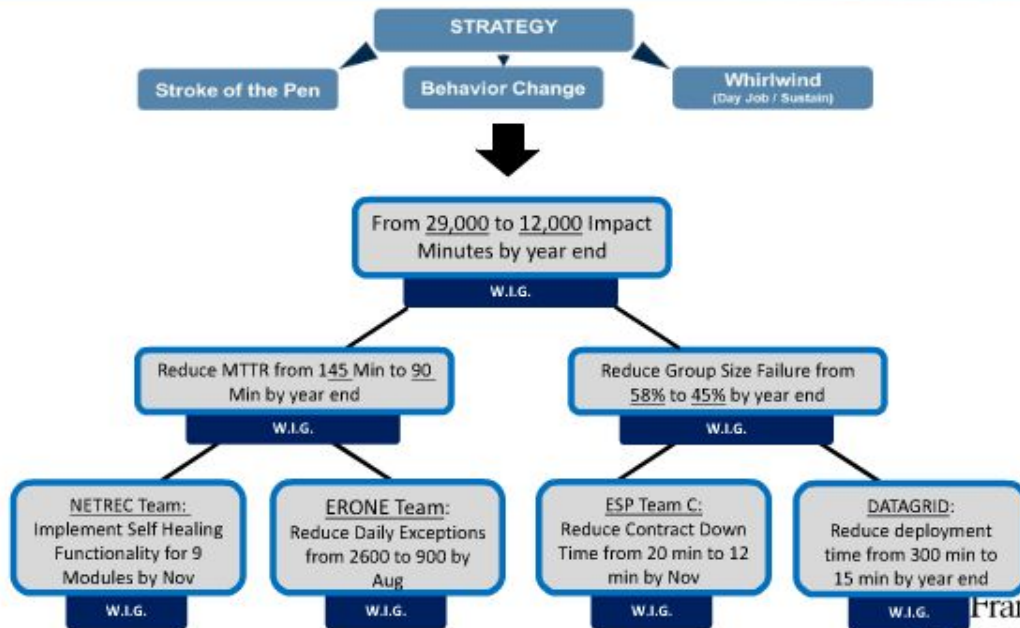 STRATEGY
Stroke of the Pen
Behavior Change
Whirlwind
(Day Job / Sustain)
From 29,000 to 12,000 Impact
Minutes by year end
W.I.G.
Reduce MTTR from 145 Min to 90
Min by year end
W.I.G.
Reduce Group Size Failure from
58% to 45% by year end
W.I.G.
NETREC Team:
Implement Self Healing
Functionality for 9
Modules by Nov
W.I.G.
ERONE Team:
Reduce Daily Exceptions
from 2600 to 900 by
Aug
W.I.G.
ESP Team C:
Reduce Contract Down
Time from 20 min to 12
min by Nov
W.I.G.
DATAGRID:
Reduce deployment
time from 300 min to
15 min by year end
W.I.G.